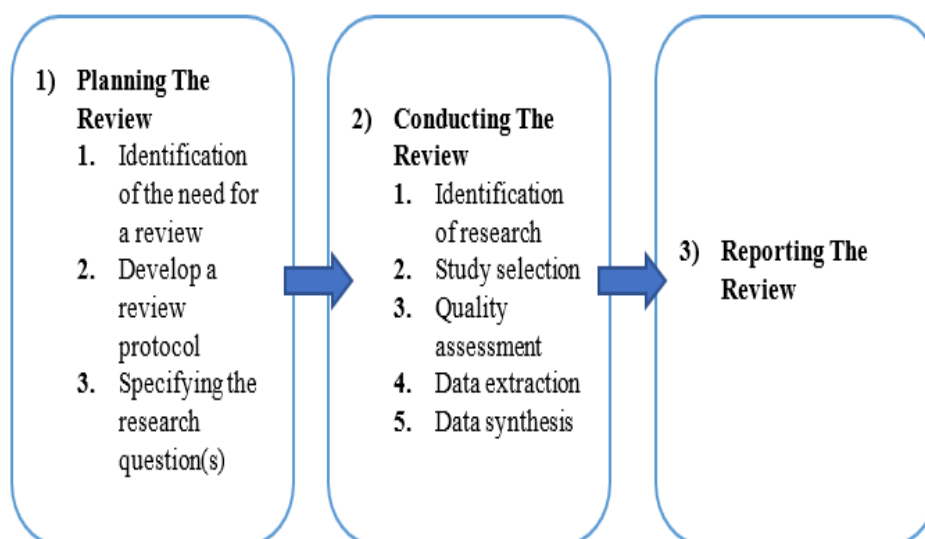 1) Planning The
Review
1. Identification
of the need for
a review
2. Develop a
review
protocol
3. Specifying the
research
question(s)
2) Conducting The
Review
1. Identification
of research
2. Study selection
3. Quality
assessment
4. Data extraction
5. Data synthesis
3) Reporting The
Review